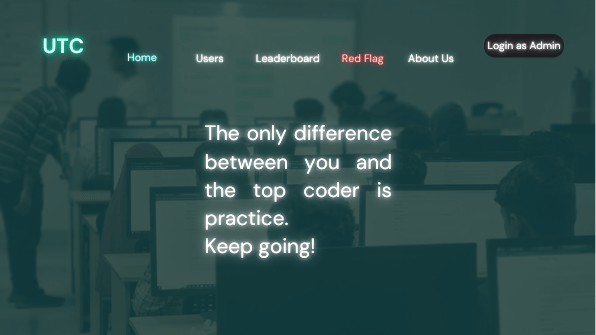 UTC
Home
Users
Leaderboard
Red Flag
About Us
Login as Admin
The only difference
between you and
the top coder is
practice.
Keep going!